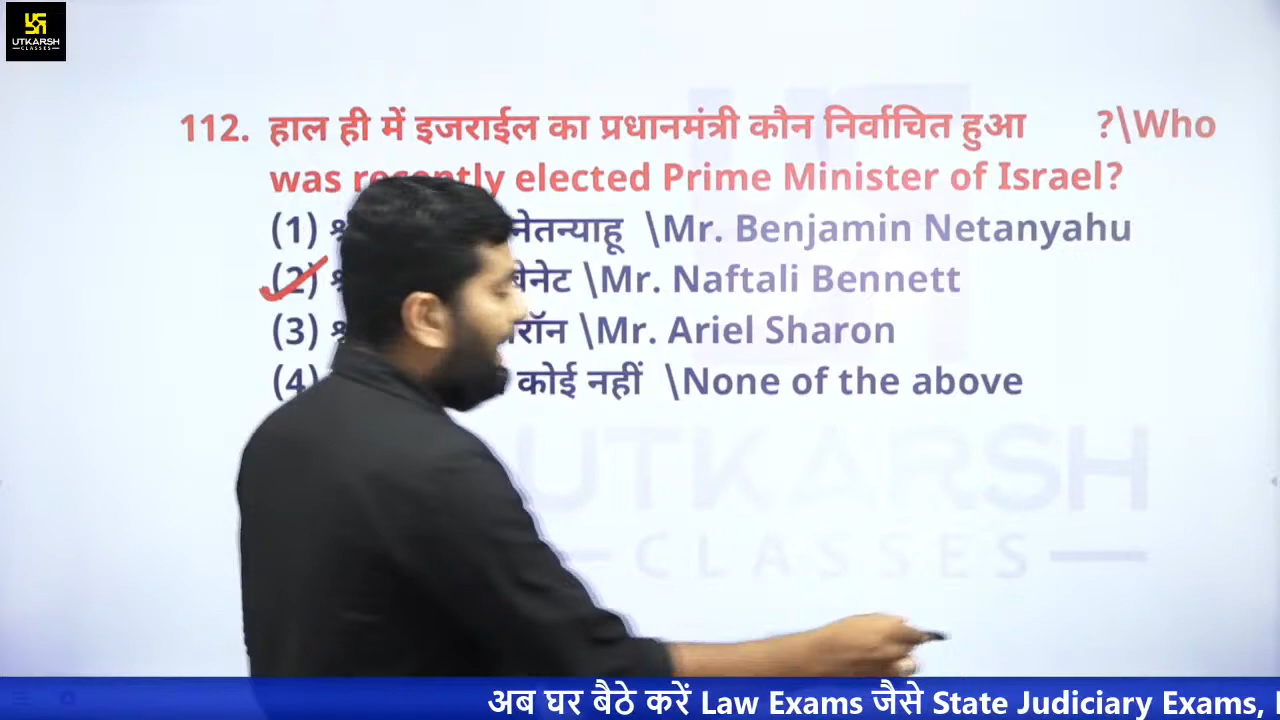 UTKARSH
CLASSES
112. हाल ही में इजराईल का प्रधानमंत्री कौन निर्वाचित हुआ ?\Who
was recently elected Prime Minister of Israel?
(1) नेतन्याहू \Mr. Benjamin Netanyahu
(2) बेनेट \Mr. Naftali Bennett
(3) \Mr. Ariel Sharon
(4) कोई नहीं \None of the above
UTKARSH
CLASSES
अब घर बैठे करें Law Exams जैसे State Judiciary Exams,